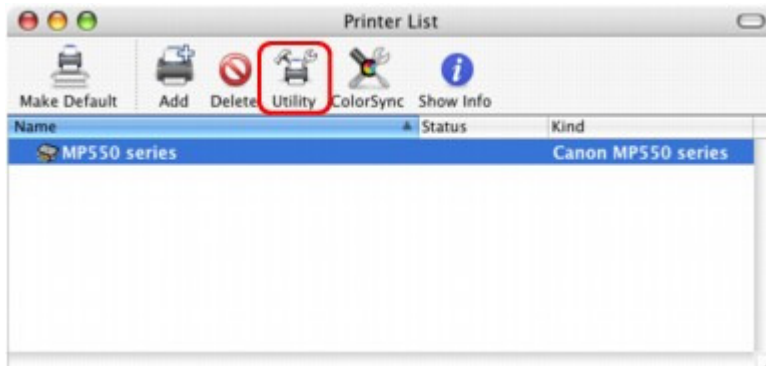 Printer List
Make Default Add Delete Utility ColorSync Show Info
Name Status Kind
MP550 series Canon MP550 series